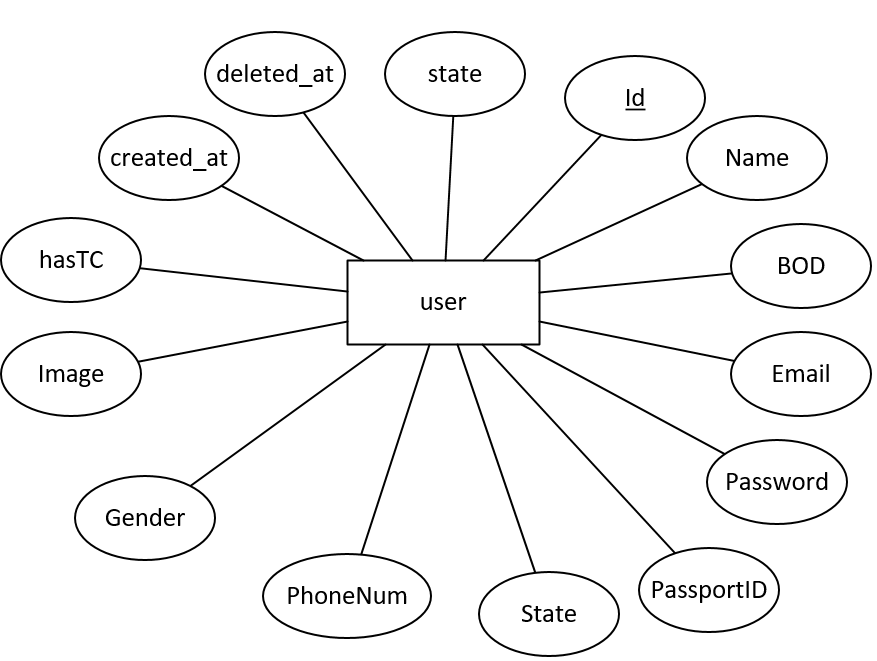 deleted_at
state
Id
created_at
Name
hasTC
BOD
user
Image
Email
Password
Gender
PhoneNum
State
PassportID